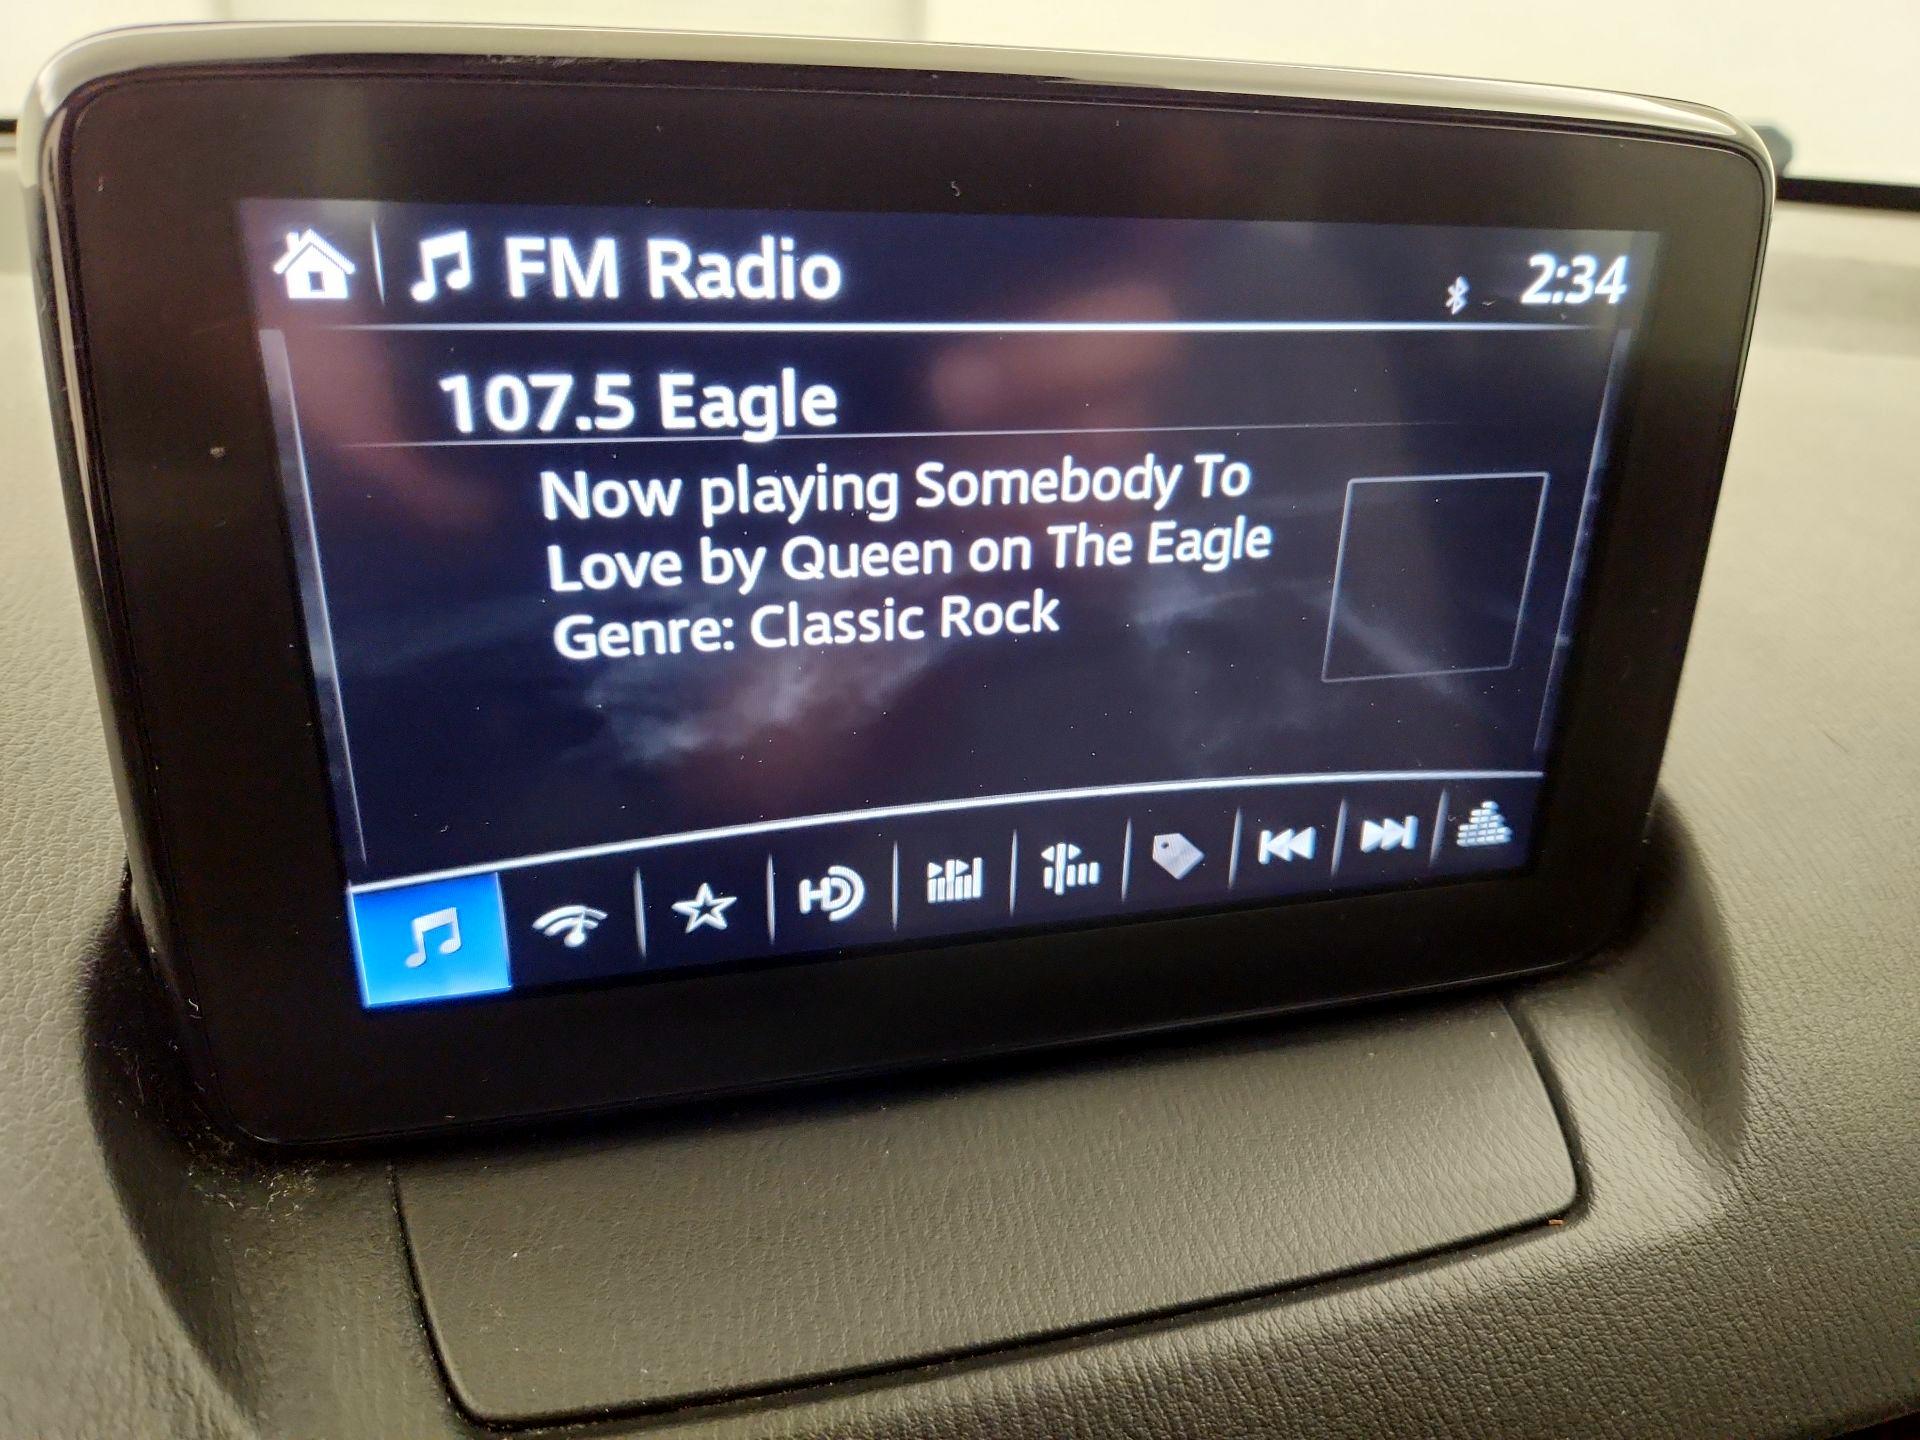 FM Radio
2:34
107.5 Eagle
Now playing Somebody To
Love by Queen on The Eagle
Genre: Classic Rock
HD